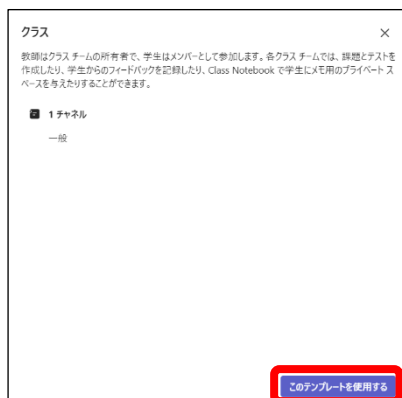 クラス
教師はクラス チームの所有者で、学生はメンバーとして参加します。各クラス チームでは、課題とテストを
作成したり、学生からのフィードバックを記録したり、Class Notebook で学生にメモ用のプライベート ス
ペースを与えたりすることができます。
1 チャネル
一般
このテンプレートを使用する